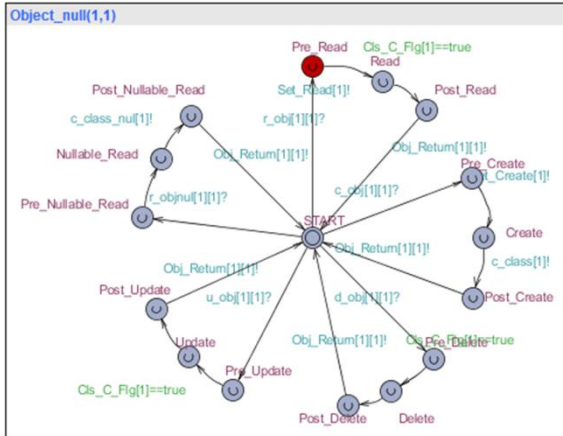 Object_null(1,1)
Pre_Read
Cls_C_Flg[1]==true
Read
Post_Nullable_Read
Set_Read[1]!
Post_Read
c_class_nul[1]!
r_obj[1][1]?
Nullable_Read
Obj_Return[1][1]!
Obj_Return[1][1]!
Pre_Create
_Create[1]!
r_objnul[1][1]?
c_obj[1][1]?
Pre_Nullable_Read
START
Create
Obj_Return[1][1]!
c_class[1]!
Obj_Return[1][1]!
Post_Update
u_obj[1][1]?
d_obj[1][1]?
Post_Create
Obj_Return[1][1]!
Update
Pre_Delete
Pre_Update
Cls_C_Flg[1]==true
Post_Delete
Delete